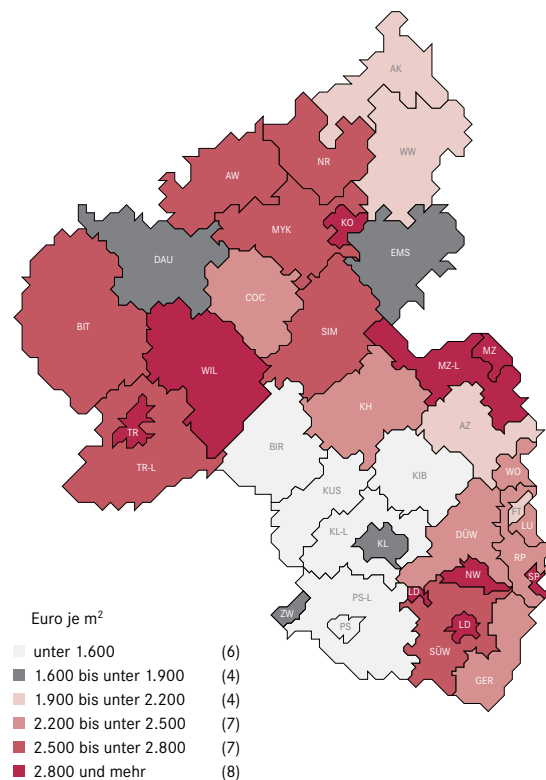 AK
NR
WW
AW
KO
MYK
EMS
DAU
COC
BIT
SIM
MZ
MZ-L
WIL
KH
AZ
TR
BIR
TR-L
WO
KIB
KUS
FT
LU
KL-L
KL
DÜW
RP
NW
SP
LD
PS-L
ZW
PS
LD
SÜW
GER
Euro je m²
unter 1.600 (6)
1.600 bis unter 1.900 (4)
1.900 bis unter 2.200 (4)
2.200 bis unter 2.500 (7)
2.500 bis unter 2.800 (7)
2.800 und mehr (8)